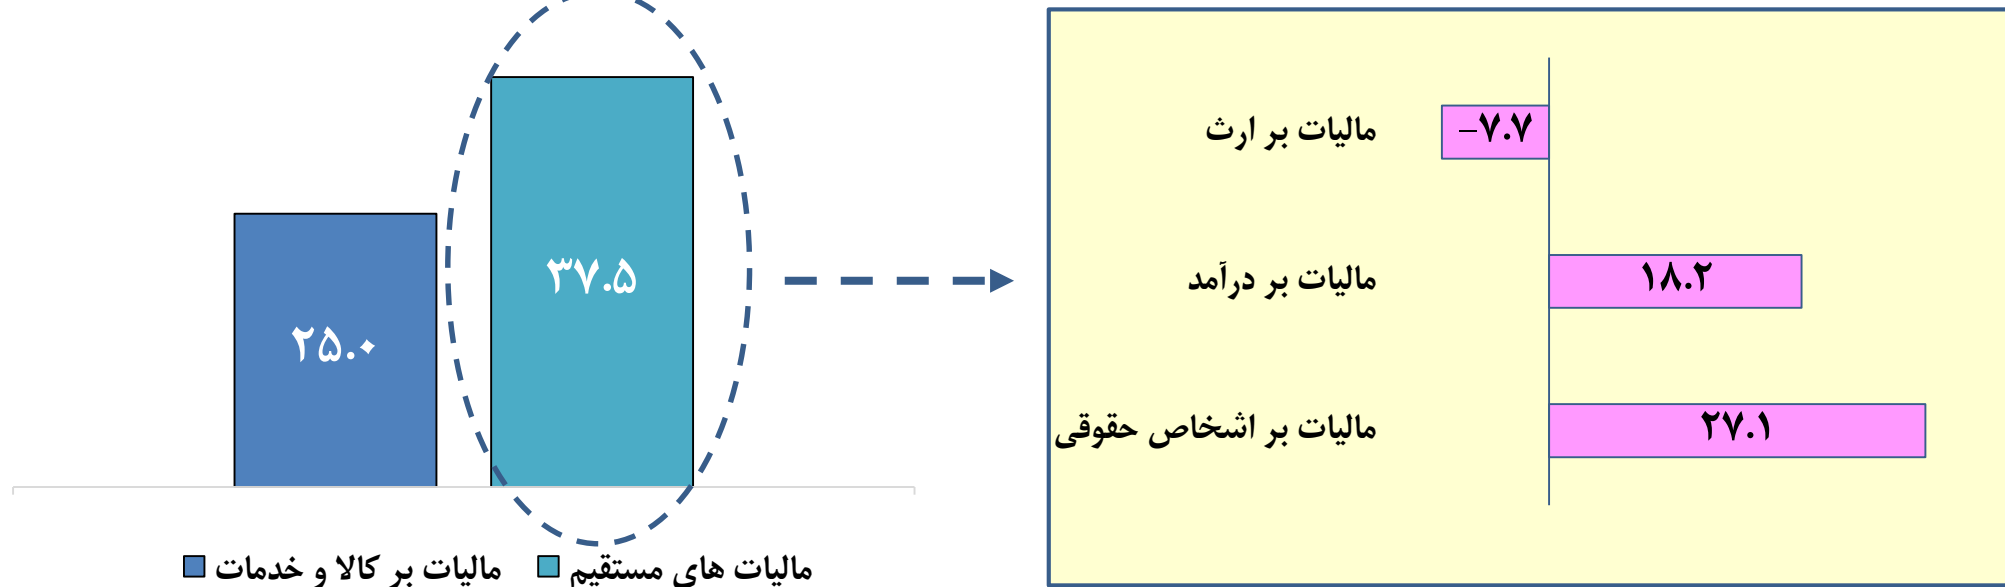 ۲۵.۰
۳۷.۵
مالیات های مستقیم
مالیات بر کالا و خدمات
مالیات بر ارث
−۷.۷
مالیات بر درآمد
۱۸.۲
مالیات بر اشخاص حقوقی
۲۷.۱